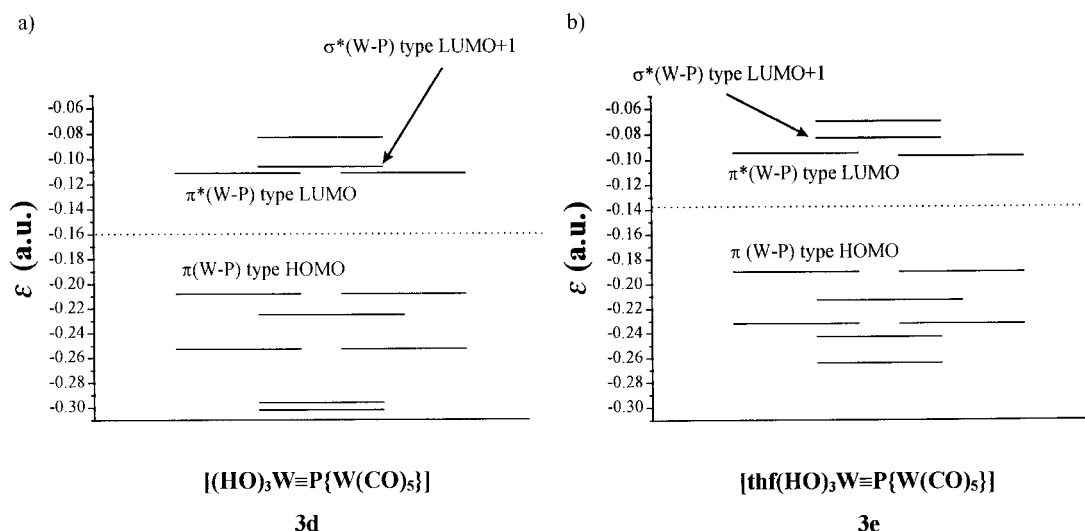 a)
σ*(W-P) type LUMO+1
-0.06
-0.08
-0.10
-0.12
-0.14
-0.16
-0.18
-0.20
-0.22
-0.24
-0.26
-0.28
-0.30
ε (a.u.)
π*(W-P) type LUMO
π(W-P) type HOMO
[(HO)₃W≡P{W(CO)₅}]
3d
b)
σ*(W-P) type LUMO+1
-0.06
-0.08
-0.10
-0.12
-0.14
-0.16
-0.18
-0.20
-0.22
-0.24
-0.26
-0.28
-0.30
ε (a.u.)
π*(W-P) type LUMO
π (W-P) type HOMO
[thf(HO)₃W≡P{W(CO)₅}]
3e